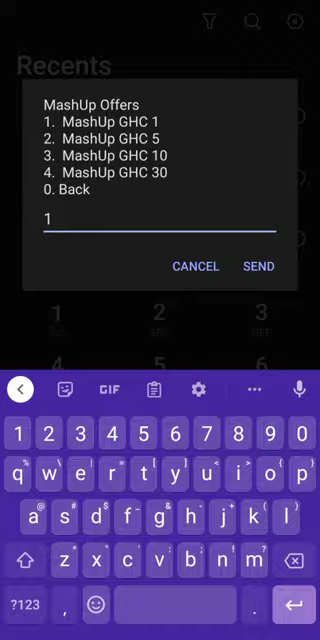 Recents
MashUp Offers
1. MashUp GHC 1
2. MashUp GHC 5
3. MashUp GHC 10
4. MashUp GHC 30
0. Back
1
CANCEL SEND
1 2 3
4 5 6
GIF
1 2 3 4 5 6 7 8 9 0
q w e r t y u i o p
a s d f g h j k l
z x c v b n m
?123 , .